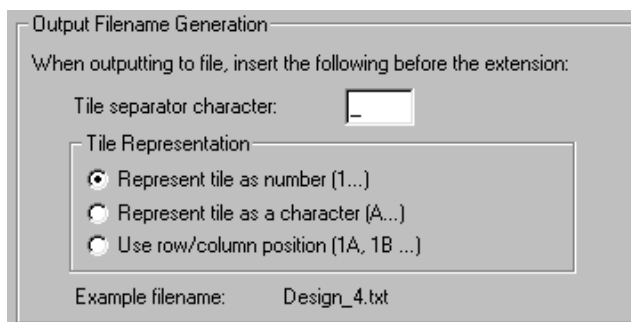 Output Filename Generation
When outputting to file, insert the following before the extension:
Tile separator character: _
Tile Representation
Represent tile as number (1...)
Represent tile as a character (A...)
Use row/column position (1A, 1B ...)
Example filename: Design_4.txt